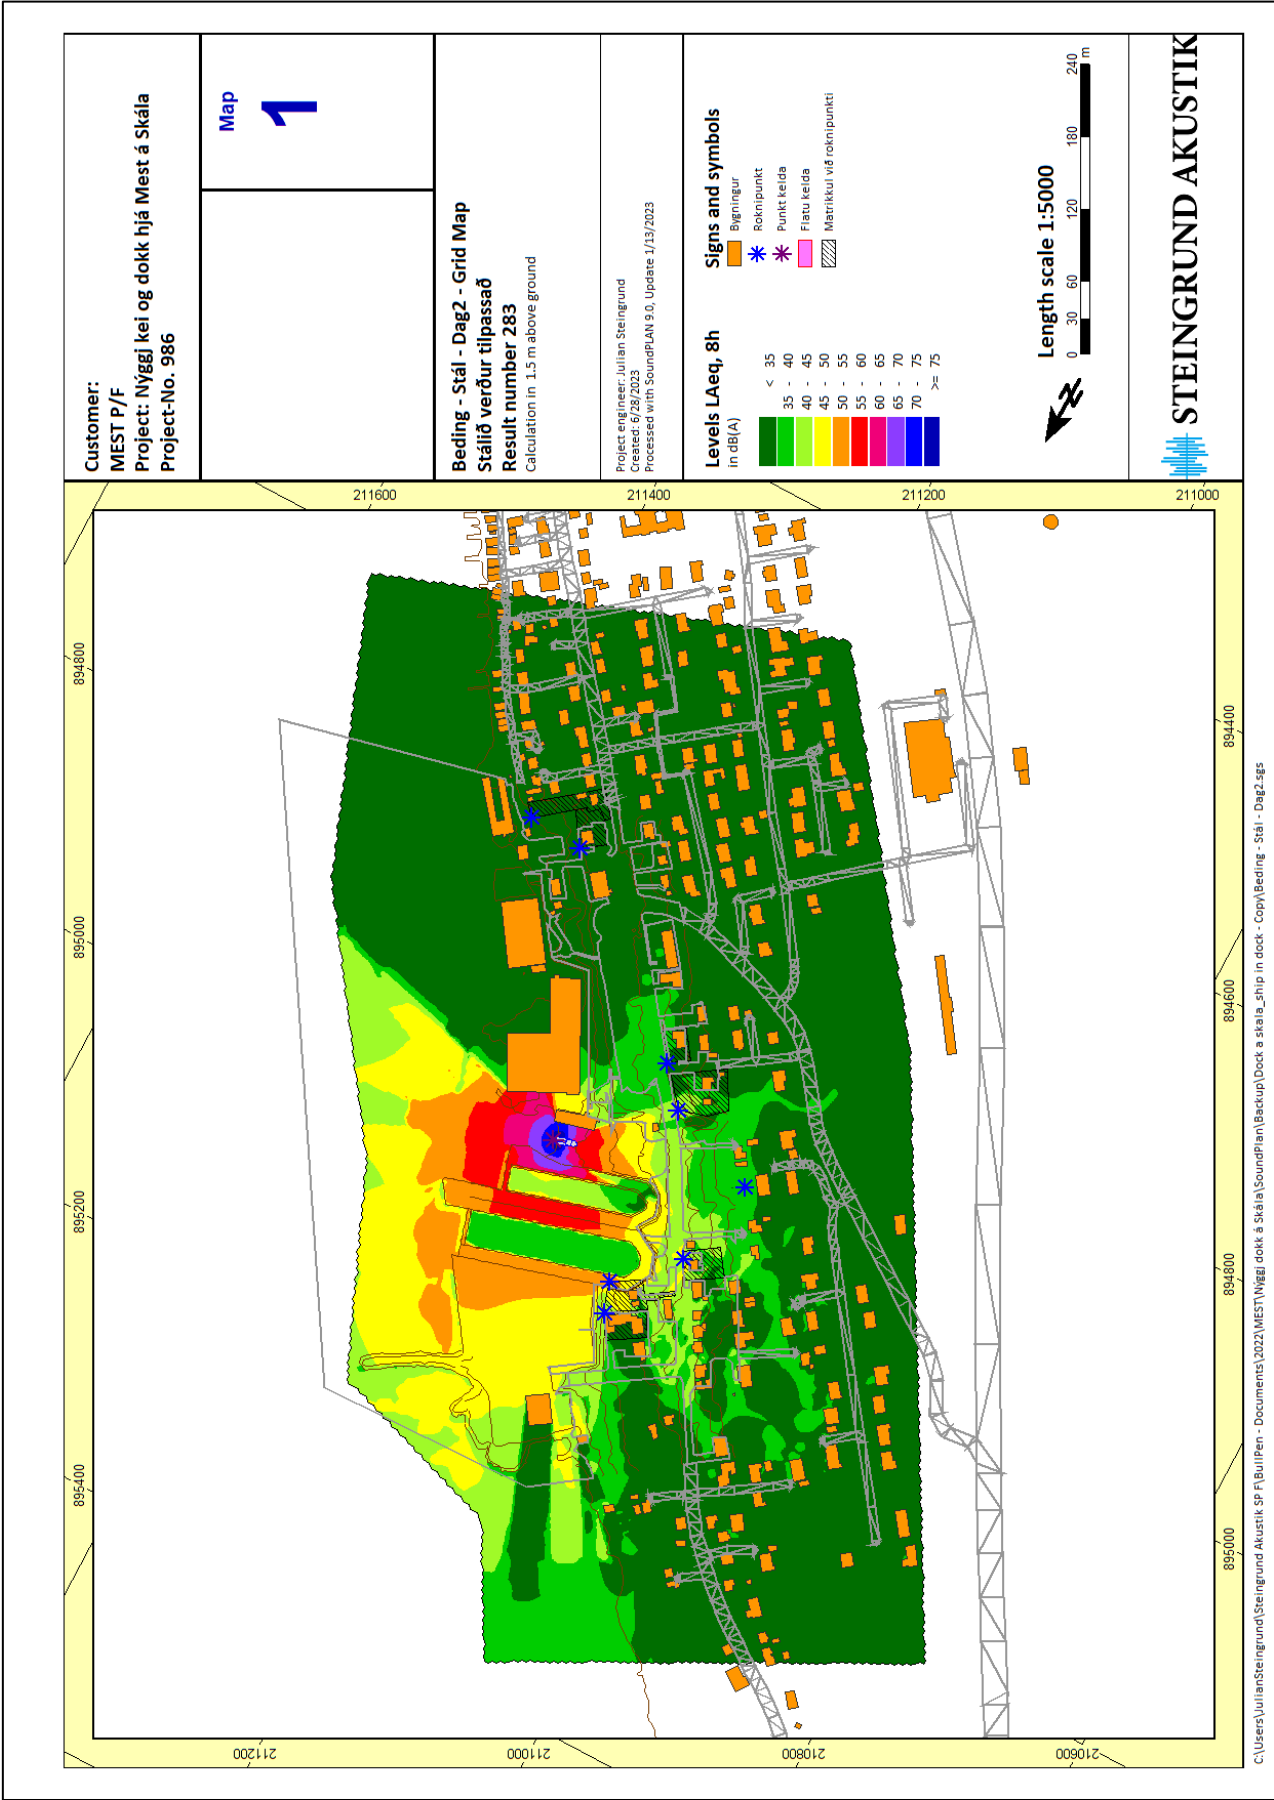 Customer:
MEST P/F
Project: Nýggj kei og dokk hjá Mest á Skála
Project-No. 986
Map
1
Beding - Stál - Dag2 - Grid Map
Stálið verður tilpassað
Result number 283
Calculation in 1.5 m above ground
Project engineer: Julian Steingrund
Created: 6/28/2023
Processed with SoundPLAN 9.0, Update 1/13/2023
Levels LAeq, 8h
in dB(A)
< 35
35 - 40
40 - 45
45 - 50
50 - 55
55 - 60
60 - 65
65 - 70
70 - 75
>= 75
Signs and symbols
Bygningur
Roknipunkt
Punkt kelda
Flatu kelda
Matrikkul við roknipunkti
Length scale 1:5000
0 30 60 120 180 240
m
N
STEINGRUND AKUSTIK
211600
211400
211200
211000
894800
895000
895200
895400
894400
894600
894800
895000
211200
211000
210800
210600
C:\Users\JulianSteingrund\Steingrund Akustik SP F\BullPen - Documents\2022\MEST\Nýggj dokk á Skála\SoundPlan\Backup\Dock a skala_ship in dock - Copy\Beding - Stál - Dag2.sgs